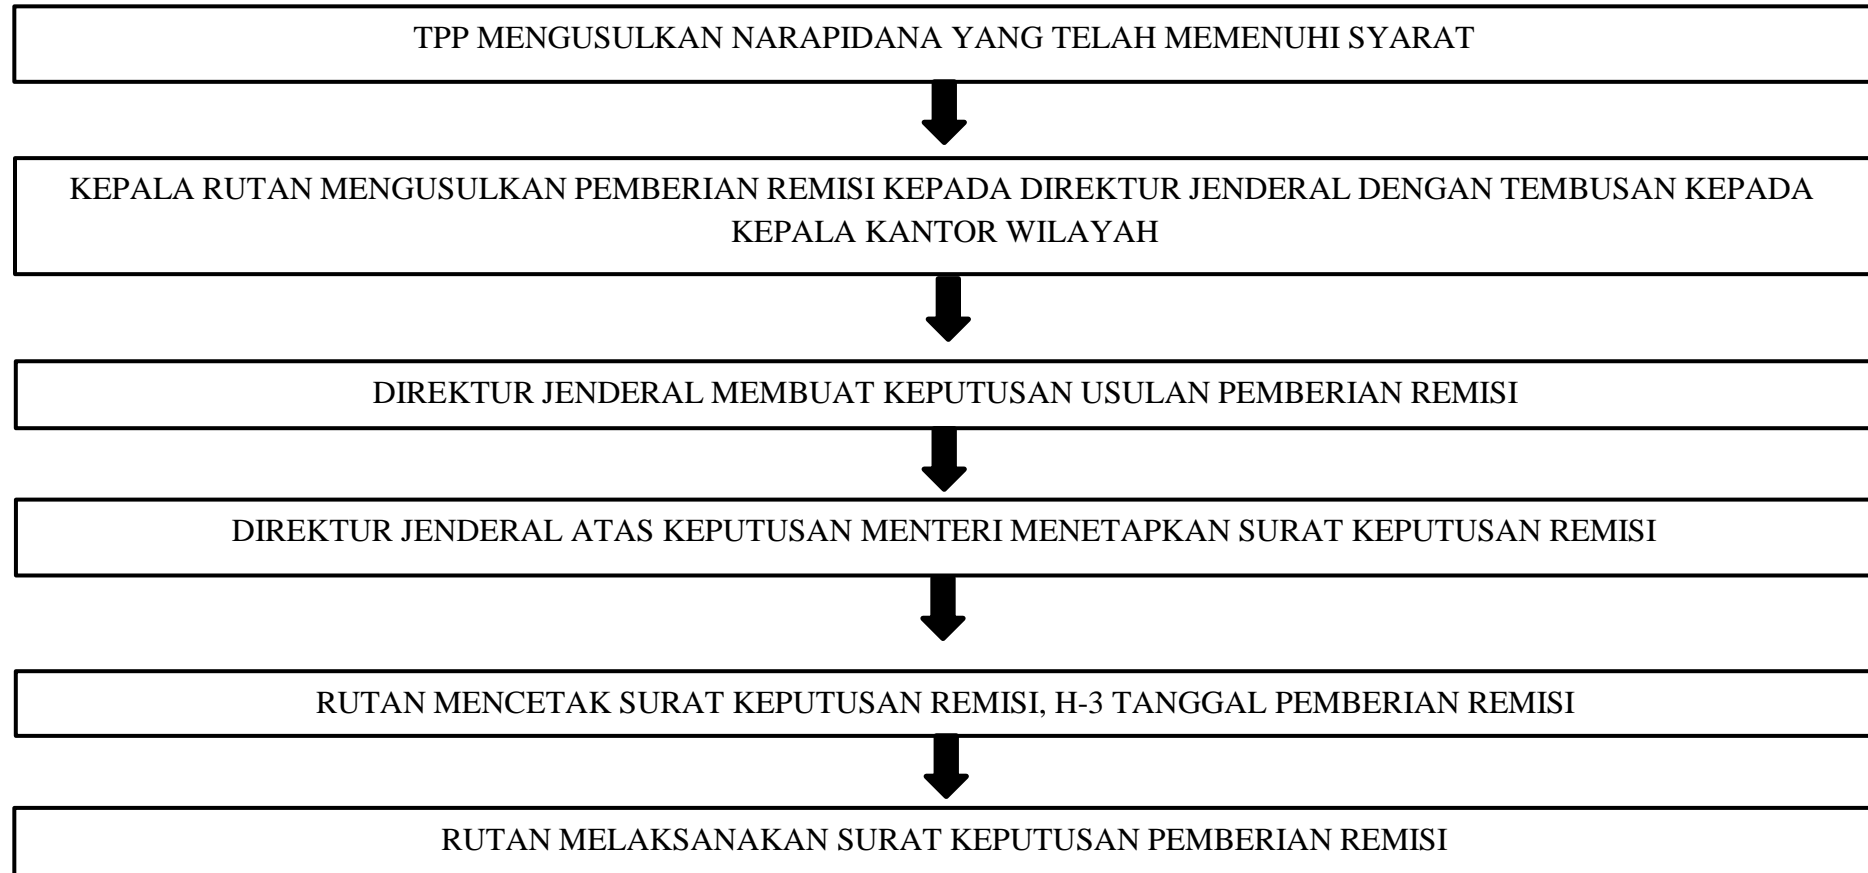 TPP MENGUSULKAN NARAPIDANA YANG TELAH MEMENUHI SYARAT
KEPALA RUTAN MENGUSULKAN PEMBERIAN REMISI KEPADA DIREKTUR JENDERAL DENGAN TEMBUSAN KEPADA
KEPALA KANTOR WILAYAH
DIREKTUR JENDERAL MEMBUAT KEPUTUSAN USULAN PEMBERIAN REMISI
DIREKTUR JENDERAL ATAS KEPUTUSAN MENTERI MENETAPKAN SURAT KEPUTUSAN REMISI
RUTAN MENCETAK SURAT KEPUTUSAN REMISI, H-3 TANGGAL PEMBERIAN REMISI
RUTAN MELAKSANAKAN SURAT KEPUTUSAN PEMBERIAN REMISI